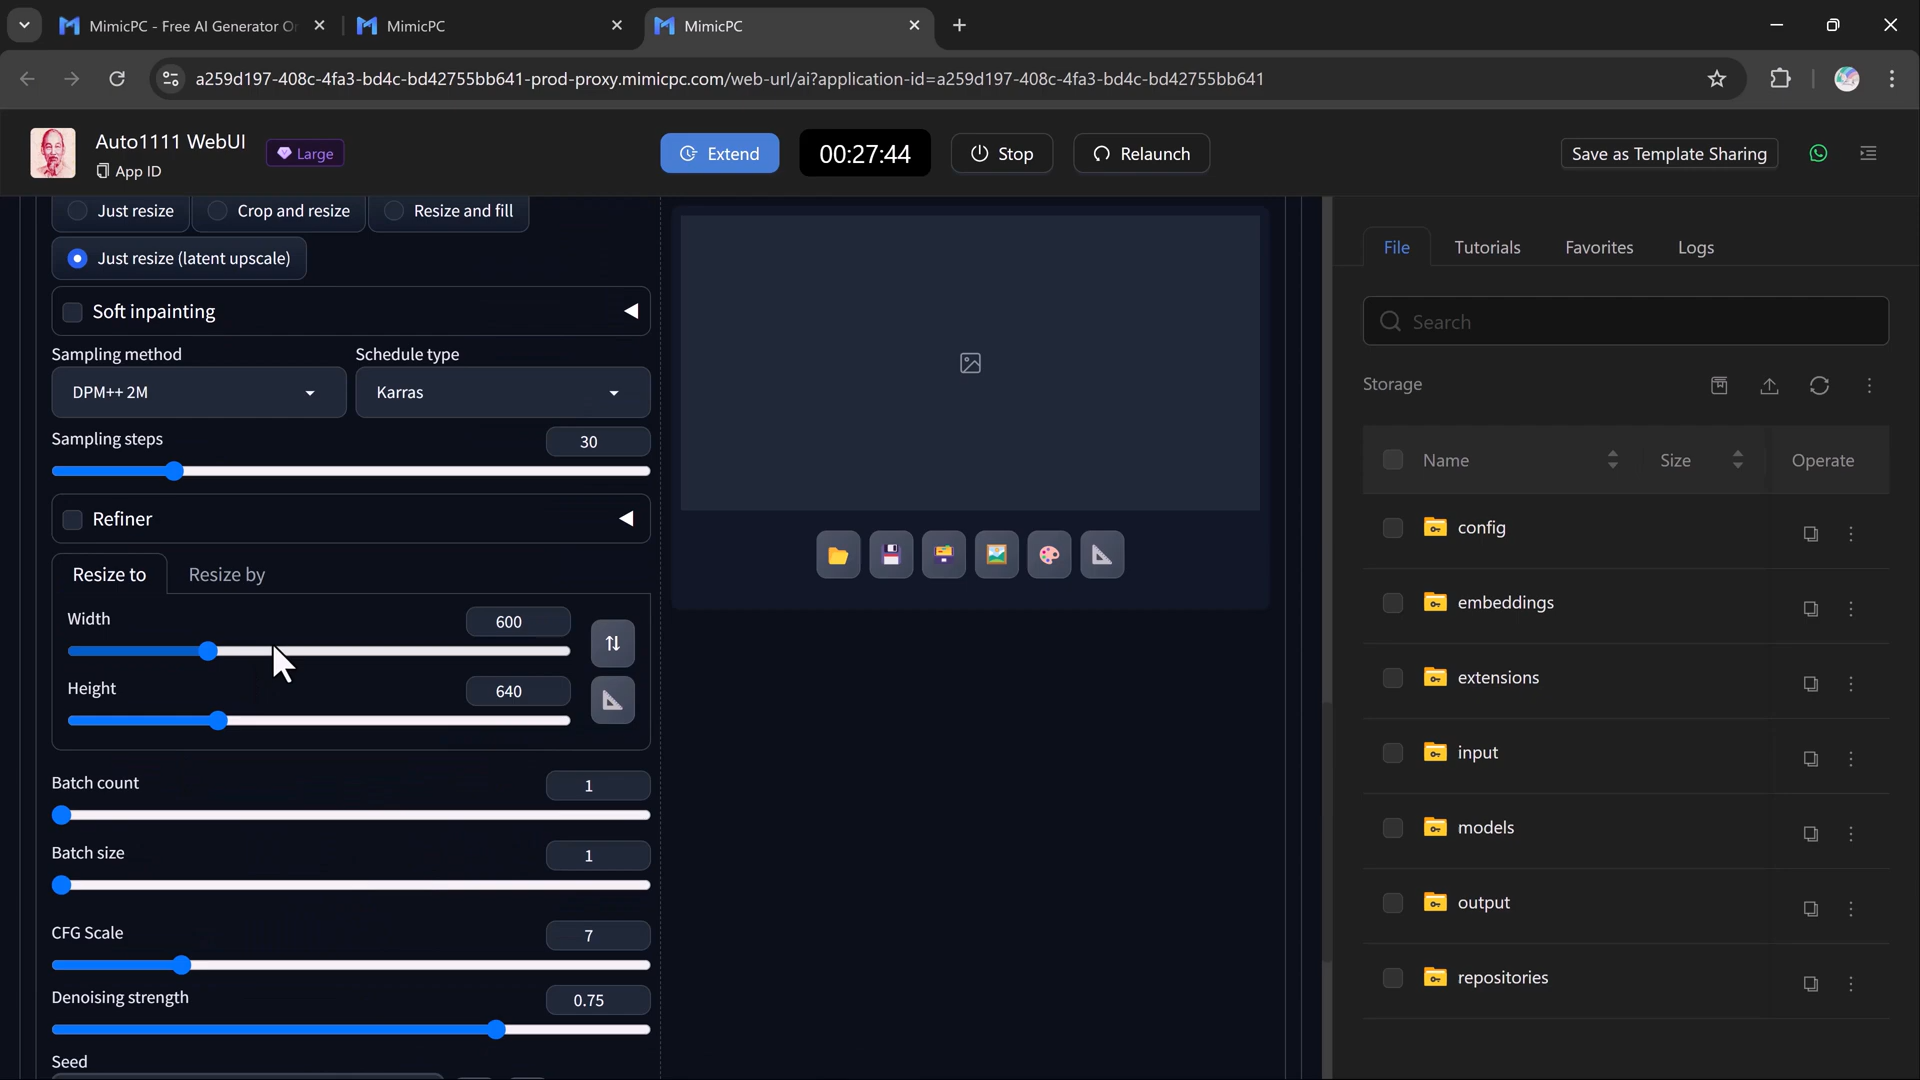 MimicPC - Free AI Generator Or
MimicPC
MimicPC
a259d197-408c-4fa3-bd4c-bd42755bb641-prod-proxy.mimicpc.com/web-url/ai?application-id=a259d197-408c-4fa3-bd4c-bd42755bb641
Auto1111 WebUI
App ID
Large
Extend
00:27:44
Stop
Relaunch
Save as Template Sharing
Just resize
Crop and resize
Resize and fill
Just resize (latent upscale)
Soft inpainting
Sampling method
Schedule type
DPM++ 2M
Karras
Sampling steps
30
Refiner
Resize to
Resize by
Width
600
Height
640
Batch count
1
Batch size
1
CFG Scale
7
Denoising strength
0.75
Seed
File
Tutorials
Favorites
Logs
Search
Storage
Name
Size
Operate
config
embeddings
extensions
input
models
output
repositories